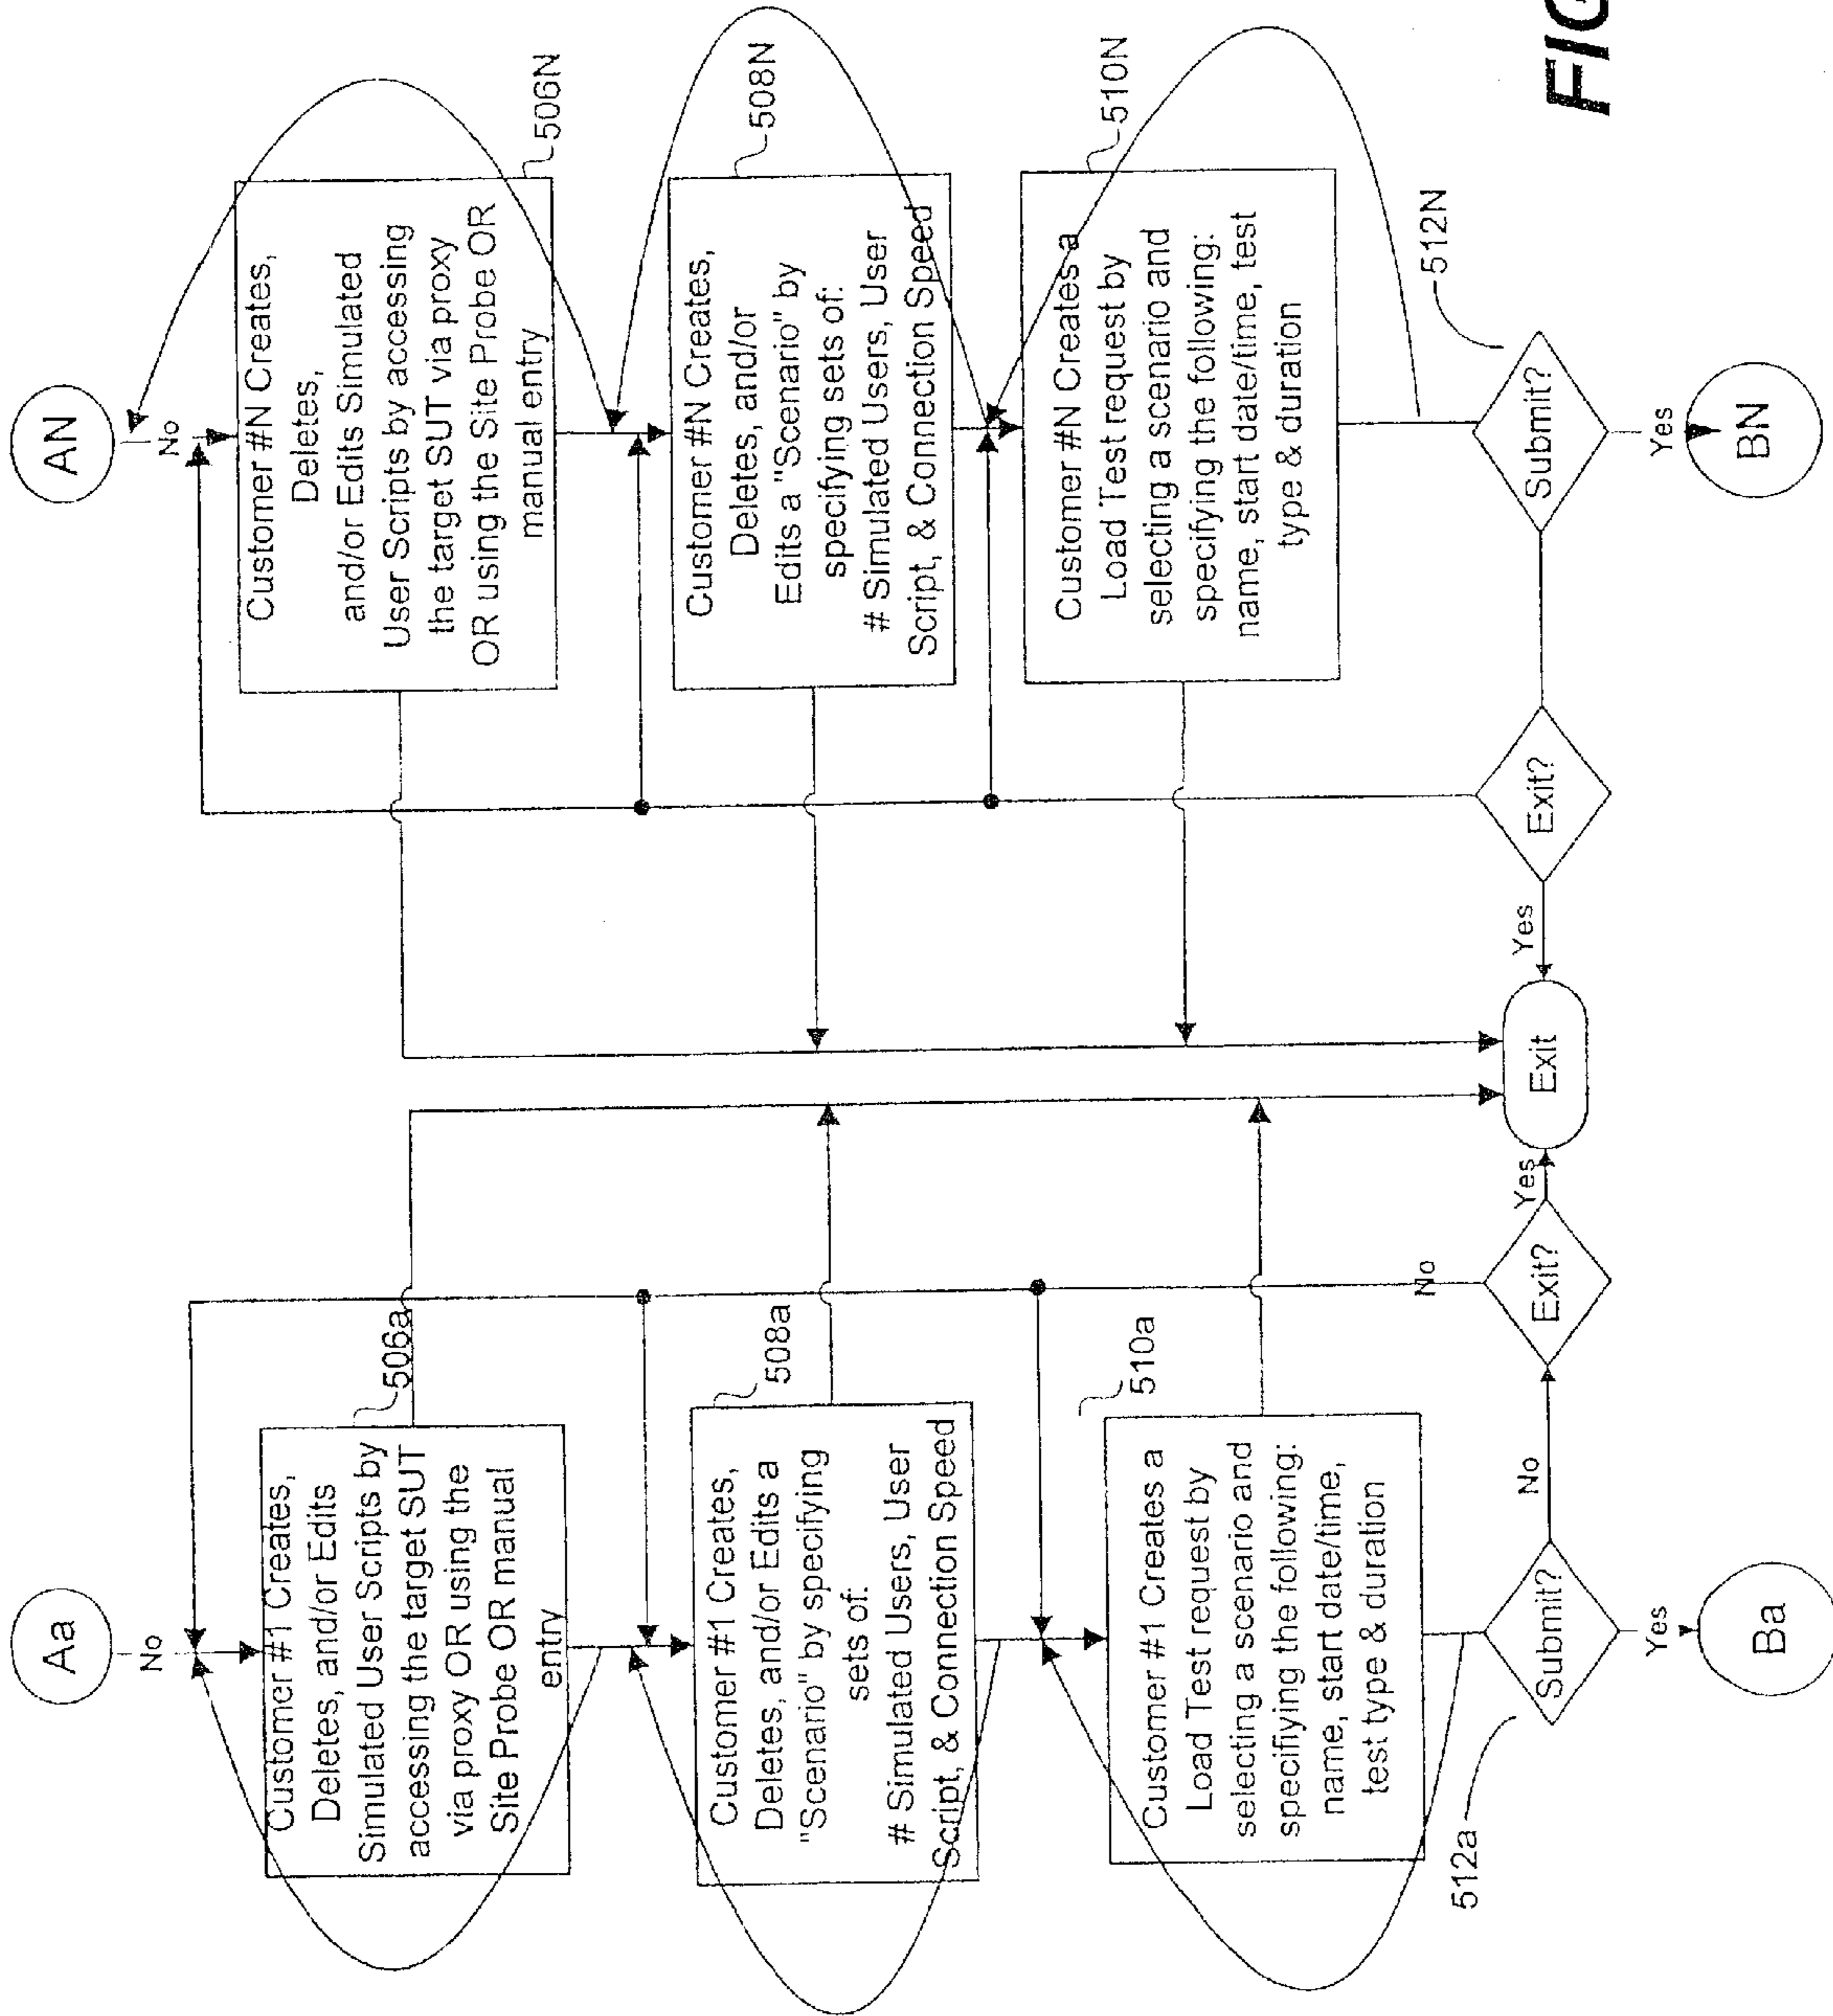 Aa
No
Customer #1 Creates,
Deletes, and/or Edits
Simulated User Scripts by
accessing the target SUT
via proxy OR using the
Site Probe OR manual
entry
506a
Customer #1 Creates,
Deletes, and/or Edits a
"Scenario" by specifying
sets of:
# Simulated Users, User
Script, & Connection Speed
508a
Customer #1 Creates a
Load Test request by
selecting a scenario and
specifiying the following:
name, start date/time,
test type & duration
510a
512a
Submit?
No
Exit?
No
Yes
Yes
Ba
Exit
AN
No
Customer #N Creates,
Deletes,
and/or Edits Simulated
User Scripts by accessing
the target SUT via proxy
OR using the Site Probe OR
manual entry
506N
Customer #N Creates,
Deletes, and/or
Edits a "Scenario" by
specifying sets of:
# Simulated Users, User
Script, & Connection Speed
508N
Customer #N Creates a
Load Test request by
selecting a scenario and
specifying the following:
name, start date/time, test
type & duration
510N
512N
Yes
Exit?
Submit?
Yes
BN
FIG